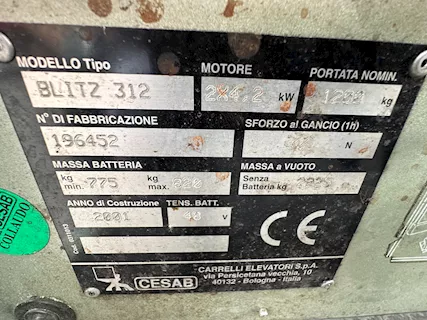 MODELLO Tipo MOTORE PORTATA NOMIN.
BLITZ 312 2X4.2 kW kg
N° DI FABBRICAZIONE SFORZO al GANCIO (1h)
196452 N
MASSA BATTERIA MASSA a VUOTO
kg min. 775 kg max. Senza Batteria kg
ANNO di Costruzione TENS. BATT.
2001 V
CE
CARRELLI ELEVATORI S.p.A.
via Persicetana vecchia, 10
40132 - Bologna - Italia
CESAB
CESAB
COLLAUDO